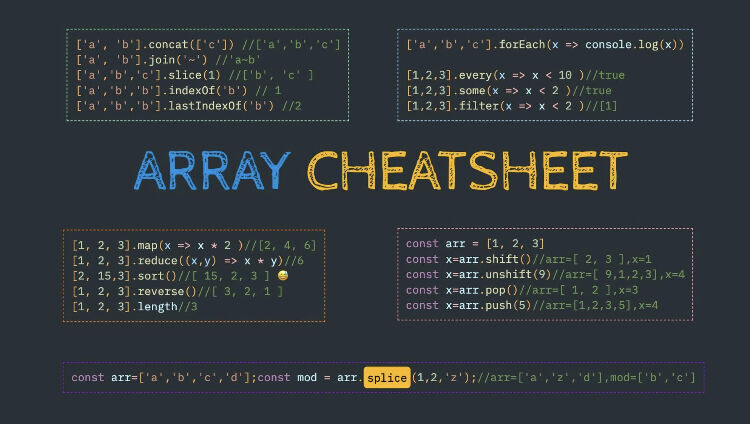 ['a', 'b'].concat(['c']) //['a','b','c']
['a', 'b'].join('~') //'a~b'
['a','b','c'].slice(1) //['b', 'c' ]
['a','b','b'].indexOf('b') // 1
['a','b','b'].lastIndexOf('b') //2
['a','b','c'].forEach(x => console.log(x))
[1,2,3].every(x => x < 10 )//true
[1,2,3].some(x => x < 2 )//true
[1,2,3].filter(x => x < 2 )//[1]
ARRAY CHEATSHEET
[1, 2, 3].map(x => x * 2 )//[2, 4, 6]
[1, 2, 3].reduce((x,y) => x * y)//6
[2, 15,3].sort()//[ 15, 2, 3 ] 😅
[1, 2, 3].reverse()//[ 3, 2, 1 ]
[1, 2, 3].length//3
const arr = [1, 2, 3]
const x=arr.shift()//arr=[ 2, 3 ],x=1
const x=arr.unshift(9)//arr=[ 9,1,2,3],x=4
const x=arr.pop()//arr=[ 1, 2 ],x=3
const x=arr.push(5)//arr=[1,2,3,5],x=4
const arr=['a','b','c','d'];const mod = arr.splice(1,2,'z');//arr=['a','z','d'],mod=['b','c']